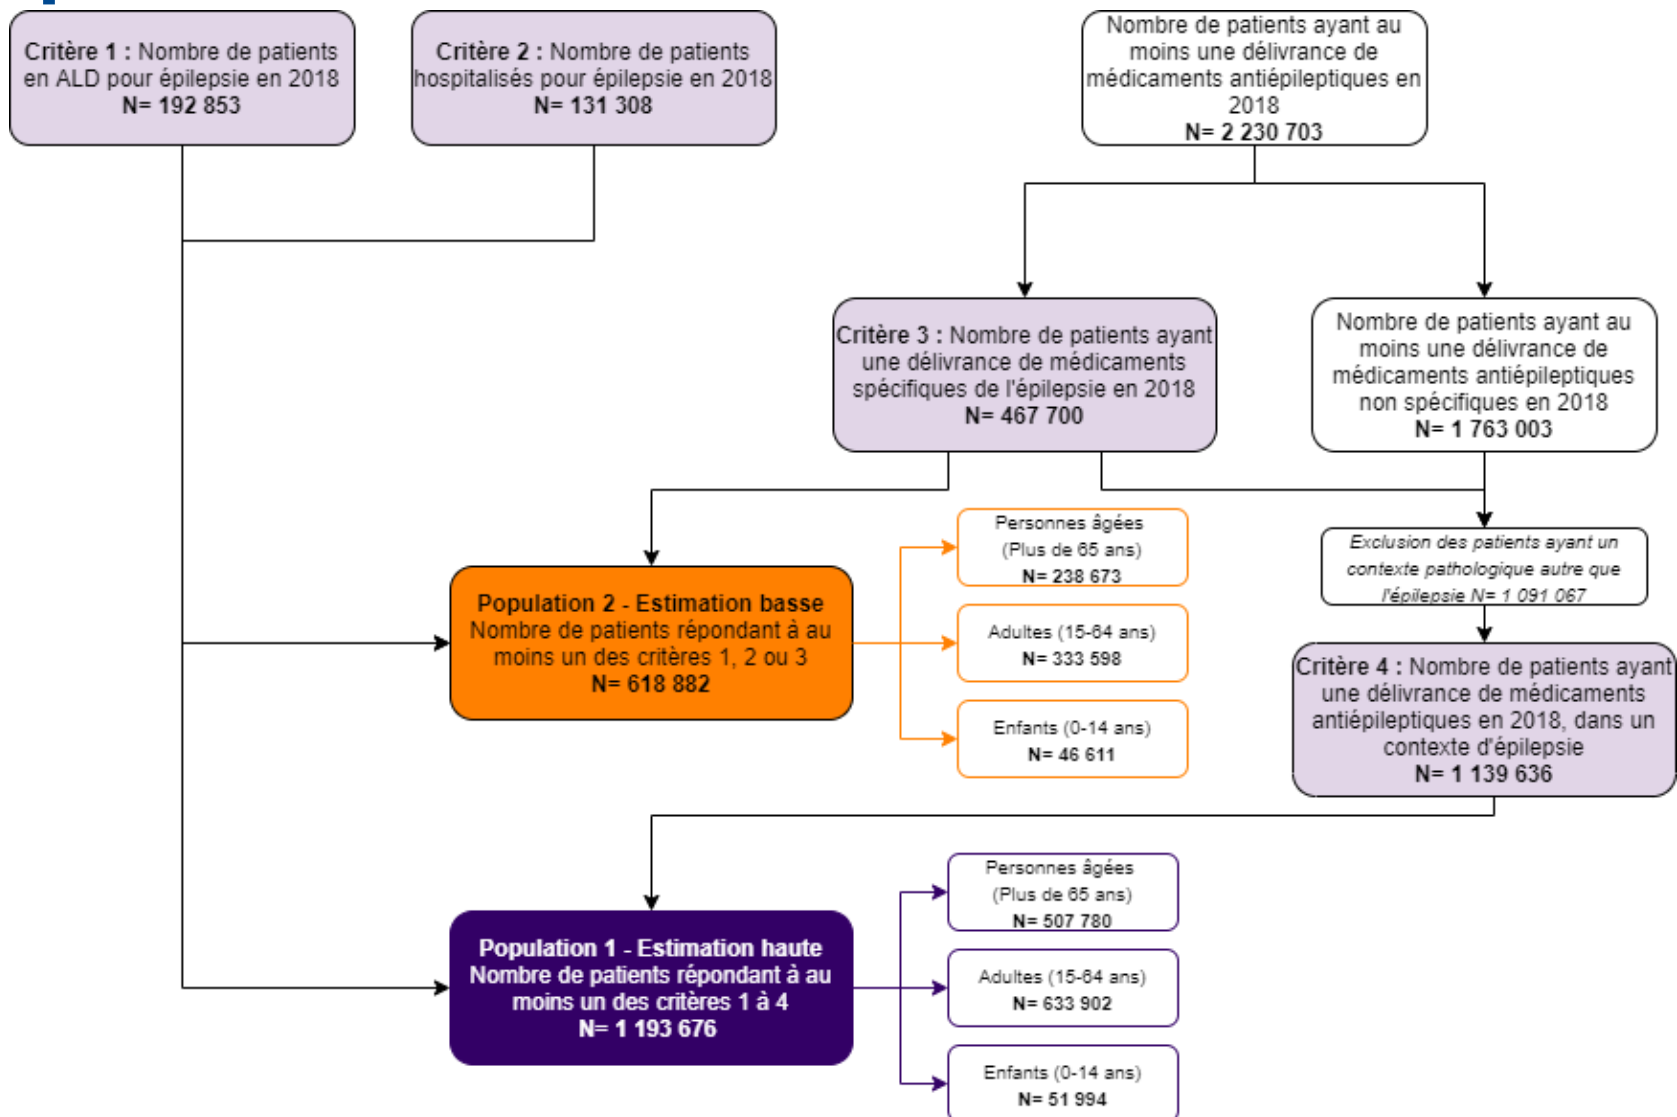 Critère 1 : Nombre de patients
en ALD pour épilepsie en 2018
N= 192 853
Critère 2 : Nombre de patients
hospitalisés pour épilepsie en 2018
N= 131 308
Nombre de patients ayant au
moins une délivrance de
médicaments antiépileptiques en
2018
N= 2 230 703
Critère 3 : Nombre de patients ayant
une délivrance de médicaments
spécifiques de l'épilepsie en 2018
N= 467 700
Nombre de patients ayant au
moins une délivrance de
médicaments antiépileptiques
non spécifiques en 2018
N= 1 763 003
Exclusion des patients ayant un
contexte pathologique autre que
l'épilepsie N= 1 091 067
Population 2 - Estimation basse
Nombre de patients répondant à au
moins un des critères 1, 2 ou 3
N= 618 882
Personnes âgées
(Plus de 65 ans)
N= 238 673
Adultes (15-64 ans)
N= 333 598
Enfants (0-14 ans)
N= 46 611
Critère 4 : Nombre de patients ayant
une délivrance de médicaments
antiépileptiques en 2018, dans un
contexte d'épilepsie
N= 1 139 636
Population 1 - Estimation haute
Nombre de patients répondant à au
moins un des critères 1 à 4
N= 1 193 676
Personnes âgées
(Plus de 65 ans)
N= 507 780
Adultes (15-64 ans)
N= 633 902
Enfants (0-14 ans)
N= 51 994